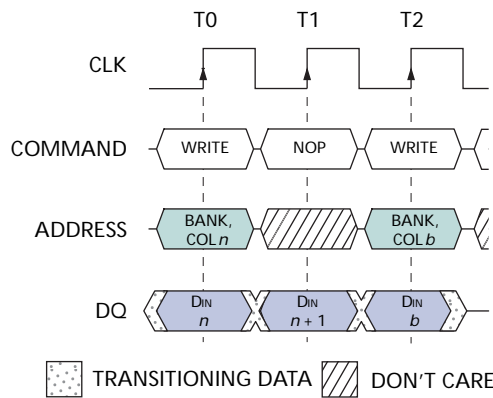 T0 T1 T2
CLK
COMMAND WRITE NOP WRITE
ADDRESS BANK, COL n BANK, COL b
DQ DIN n DIN n + 1 DIN b
TRANSITIONING DATA DON'T CARE